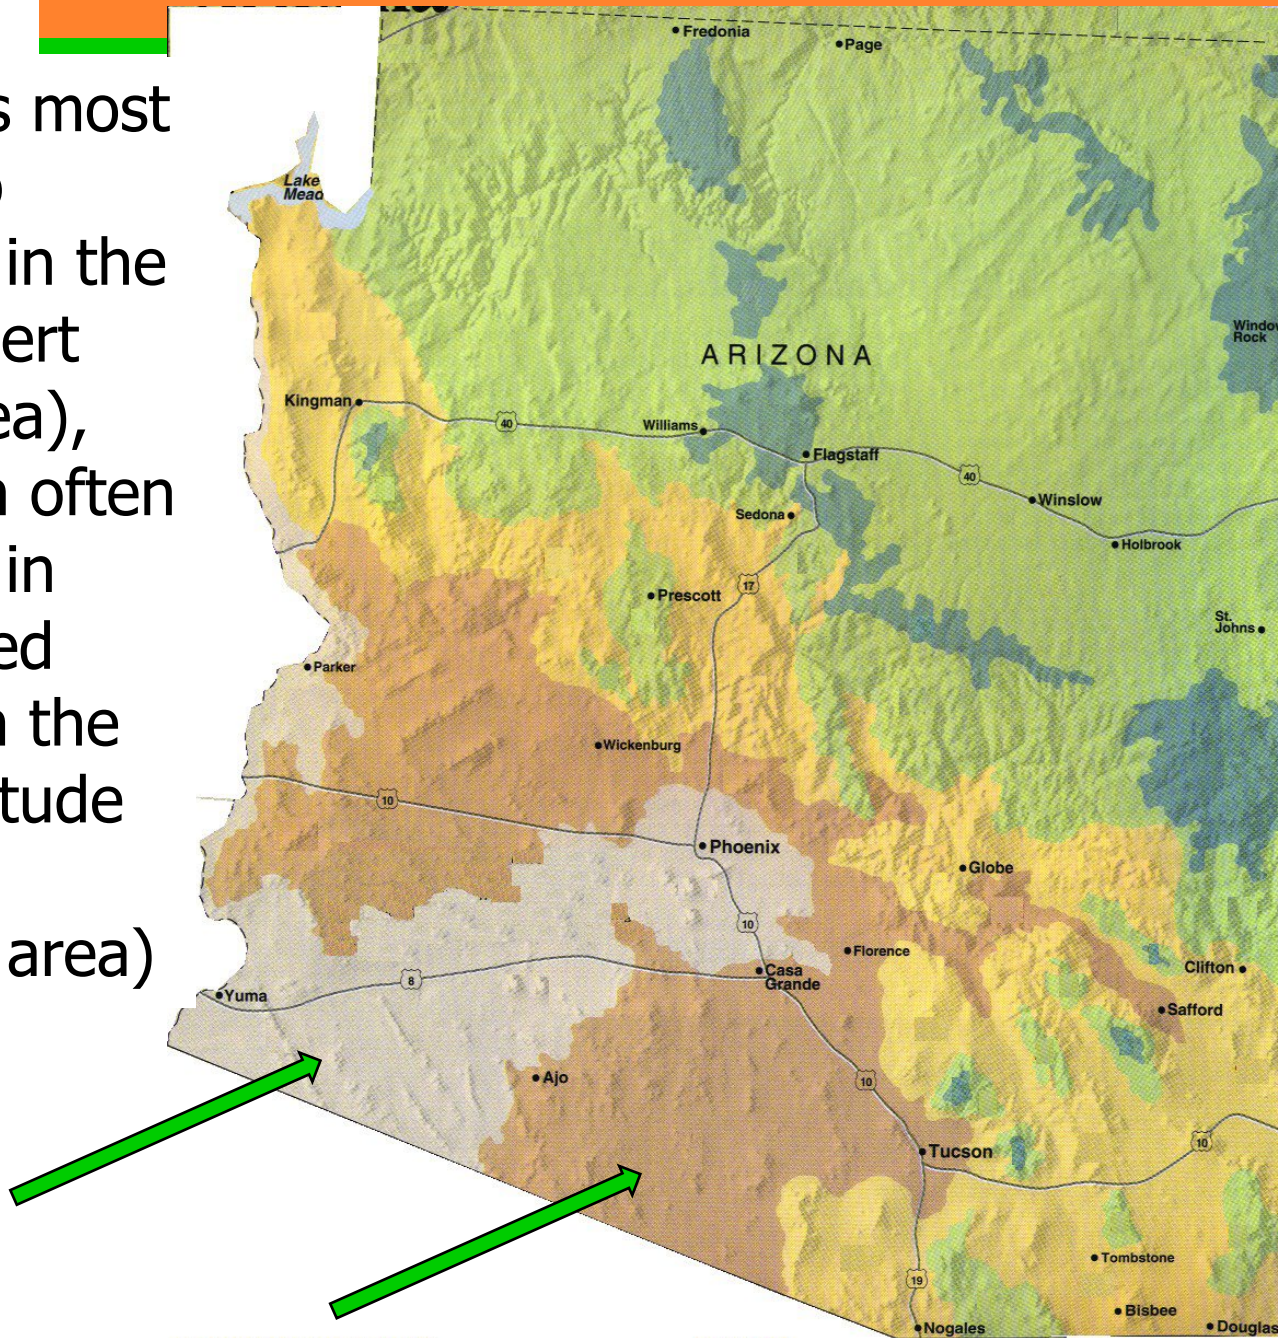 s most
in the
ert
ea),
n often
in
ed
n the
tude
area)
Fredonia
Page
Lake
Mead
Window
Rock
ARIZONA
Kingman
40
Williams
Flagstaff
40
Winslow
Sedona
Holbrook
17
Prescott
St.
Johns
Parker
Wickenburg
10
Phoenix
Globe
10
Florence
Casa
Grande
Clifton
8
Yuma
Safford
Ajo
10
Tucson
10
Tombstone
19
Bisbee
Nogales
Douglas